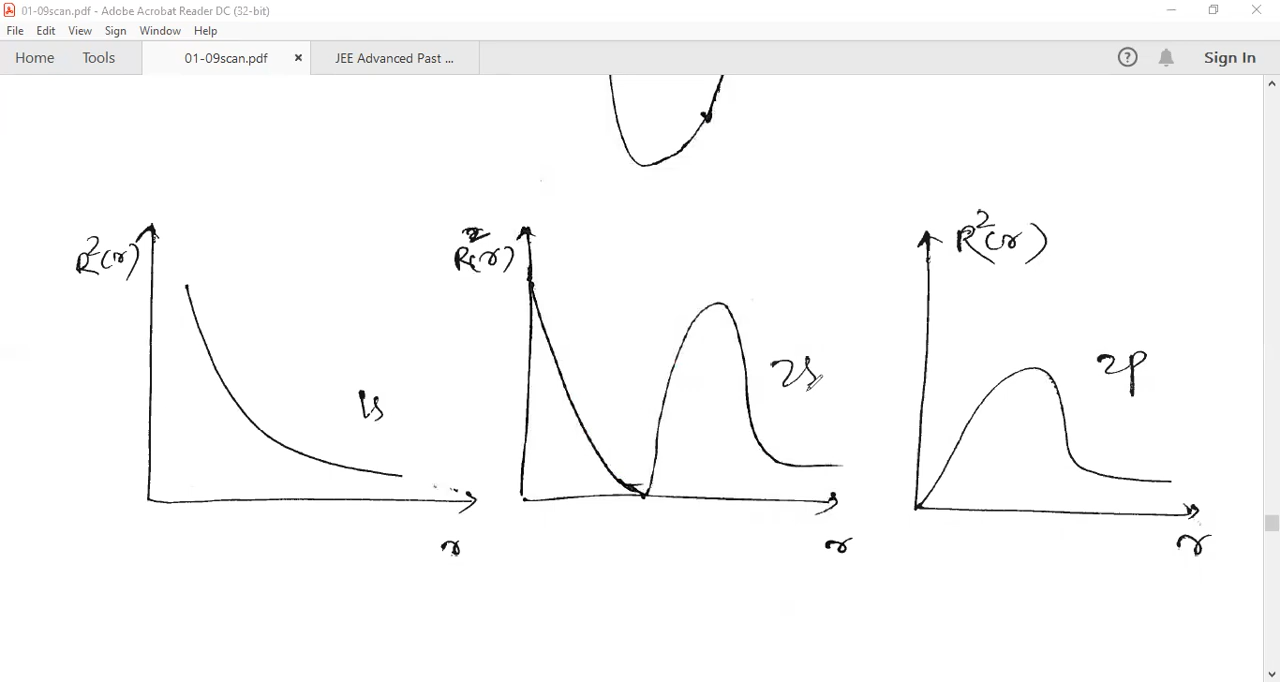 01-09scan.pdf - Adobe Acrobat Reader DC (32-bit)
File Edit View Sign Window Help
Home Tools 01-09scan.pdf × JEE Advanced Past ... ? Sign In
R²(r) R²(r) R²(r)
1s 2s 2p
r r r